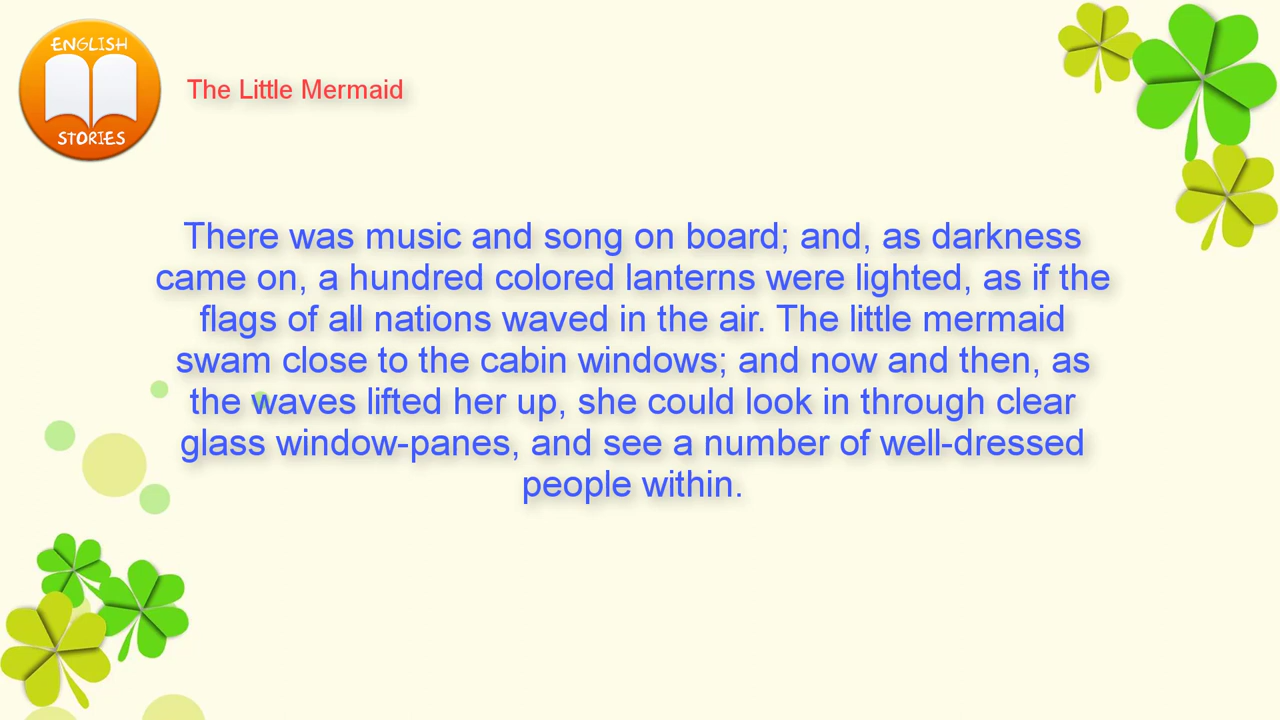 ENGLISH
STORIES
The Little Mermaid
There was music and song on board; and, as darkness
came on, a hundred colored lanterns were lighted, as if the
flags of all nations waved in the air. The little mermaid
swam close to the cabin windows; and now and then, as
the waves lifted her up, she could look in through clear
glass window-panes, and see a number of well-dressed
people within.